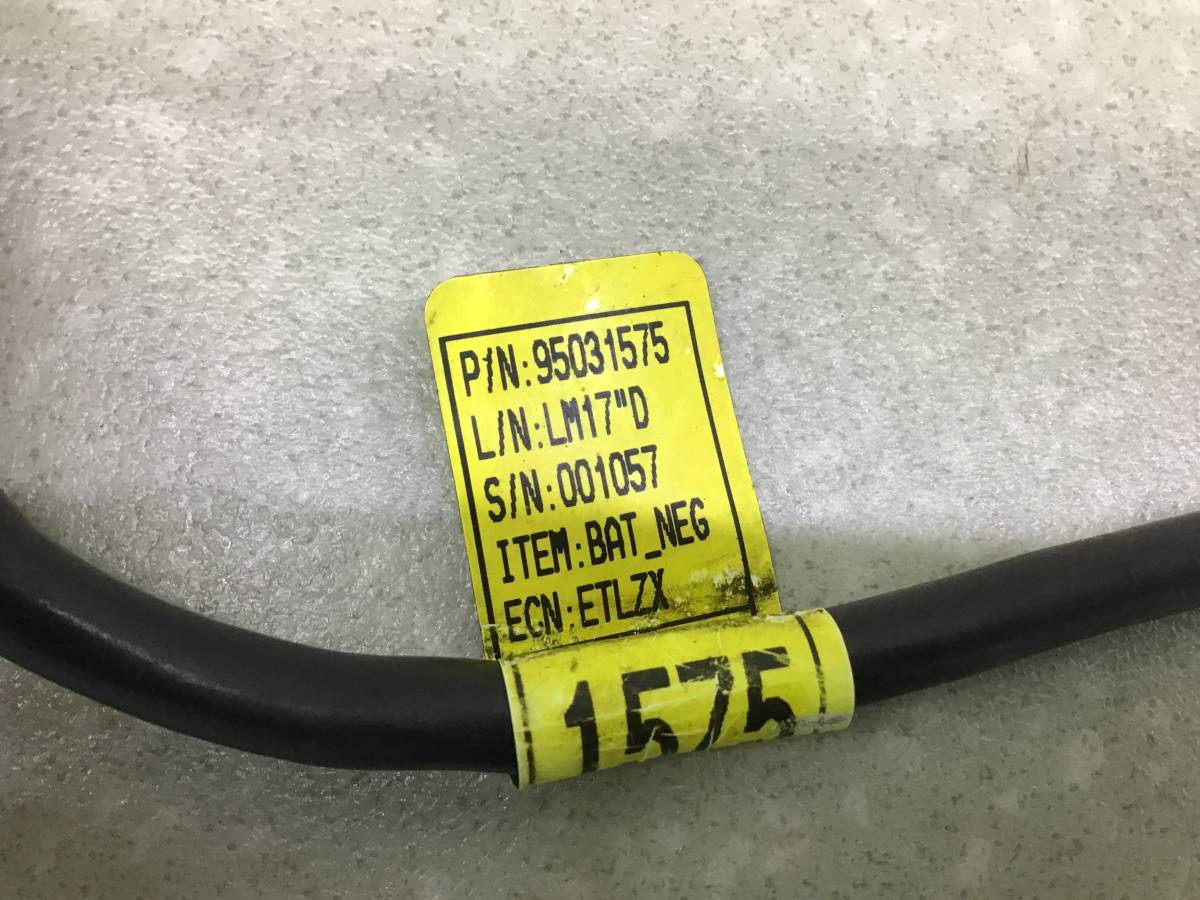 P/N:95031575
L/N:LM17"D
S/N:001057
ITEM:BAT_NEG
ECN:ETLZX
1575